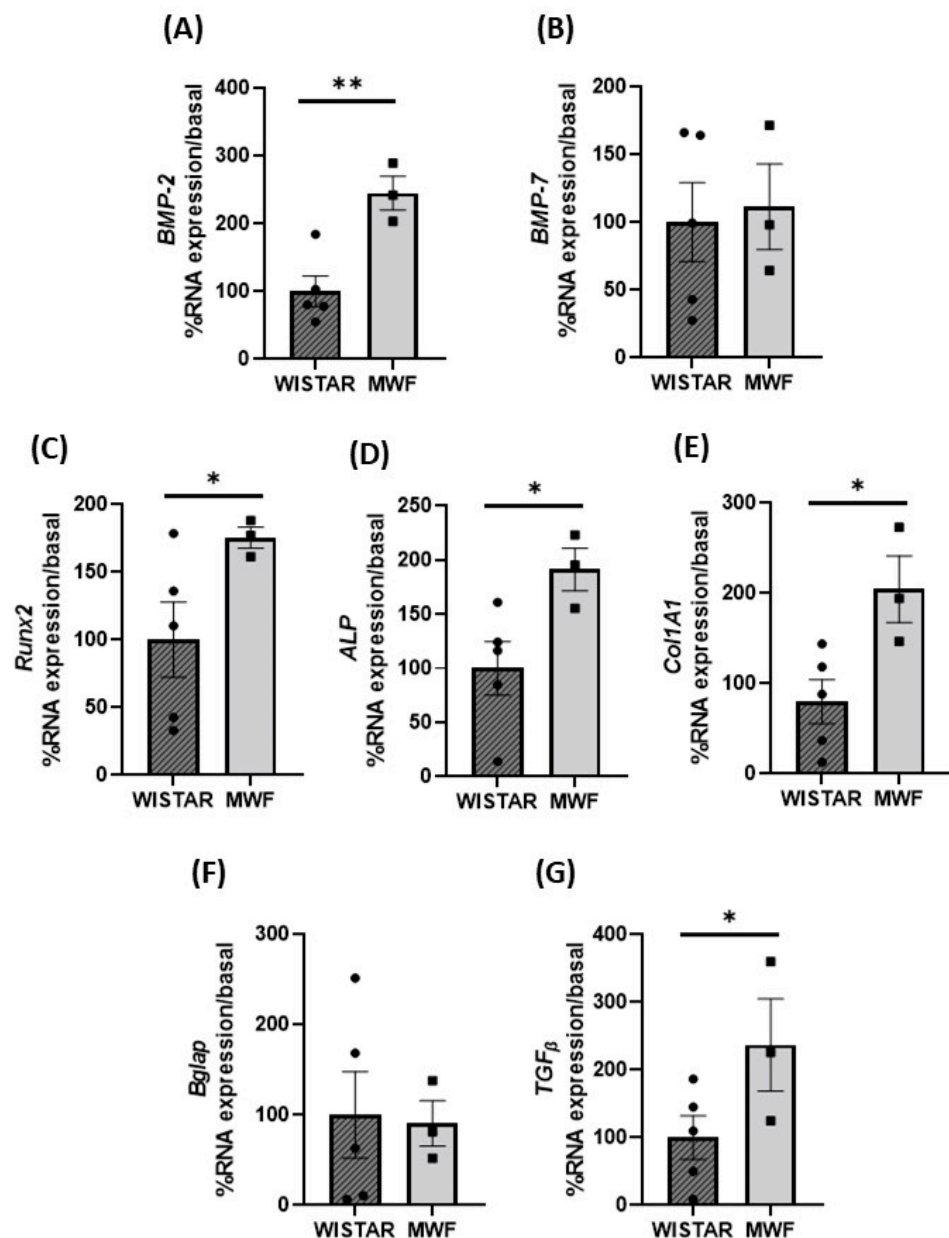 (A)
BMP-2
%RNA expression/basal
400
300
200
100
0
**
WISTAR MWF
(B)
BMP-7
%RNA expression/basal
200
150
100
50
0
WISTAR MWF
(C)
Runx2
%RNA expression/basal
200
150
100
50
0
*
WISTAR MWF
(D)
ALP
%RNA expression/basal
250
200
150
100
50
0
*
WISTAR MWF
(E)
Col1A1
%RNA expression/basal
300
200
100
0
*
WISTAR MWF
(F)
Bglap
%RNA expression/basal
300
200
100
0
WISTAR MWF
(G)
TGFβ
%RNA expression/basal
400
300
200
100
0
*
WISTAR MWF